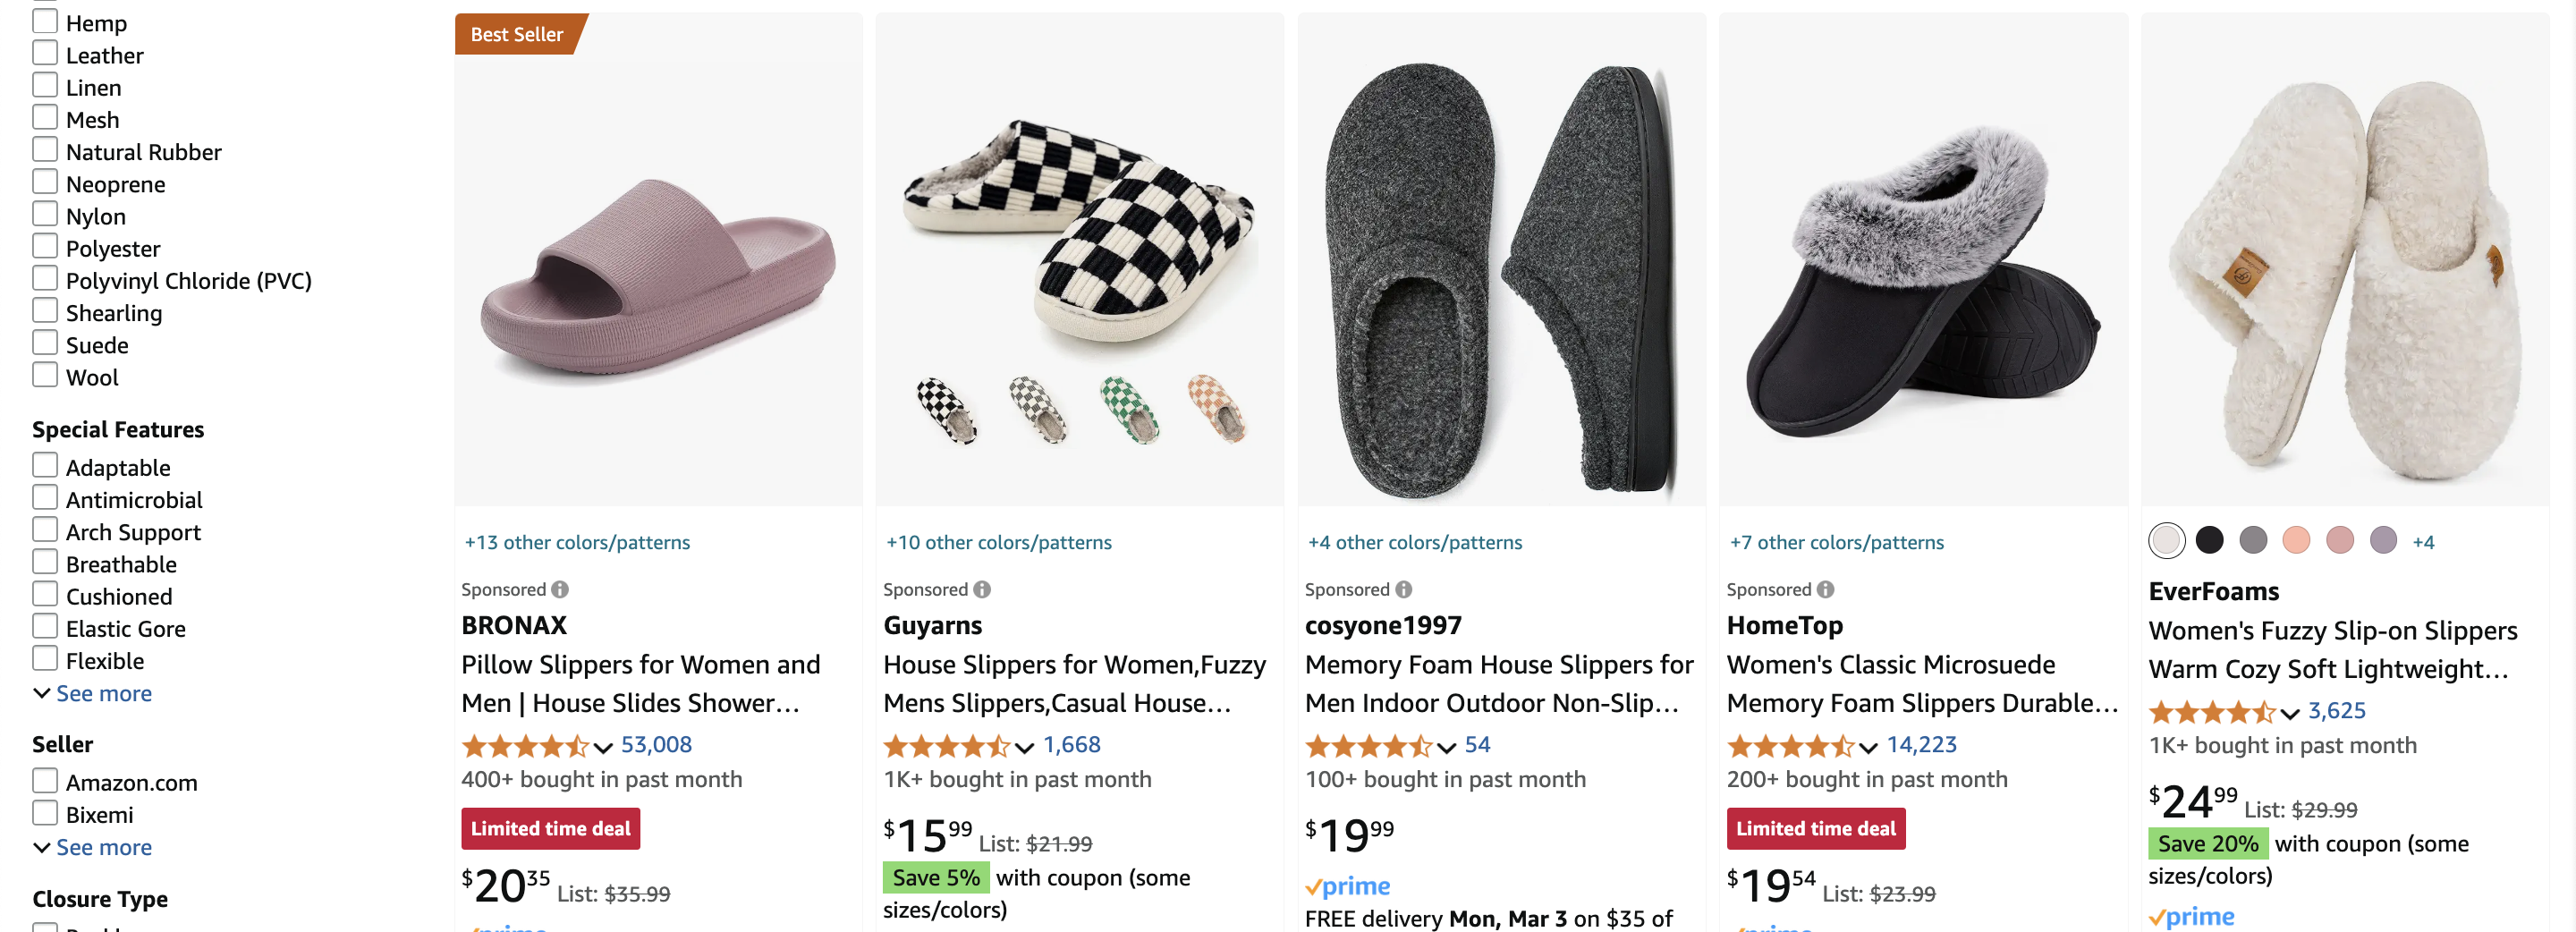 Hemp
Leather
Linen
Mesh
Natural Rubber
Neoprene
Nylon
Polyester
Polyvinyl Chloride (PVC)
Shearling
Suede
Wool
Special Features
Adaptable
Antimicrobial
Arch Support
Breathable
Cushioned
Elastic Gore
Flexible
See more
Seller
Amazon.com
Bixemi
See more
Closure Type
Best Seller
+13 other colors/patterns
Sponsored
BRONAX
Pillow Slippers for Women and
Men | House Slides Shower…
53,008
400+ bought in past month
Limited time deal
$20.35 List: $35.99
prime
+10 other colors/patterns
Sponsored
Guyarns
House Slippers for Women,Fuzzy
Mens Slippers,Casual House…
1,668
1K+ bought in past month
$15.99 List: $21.99
Save 5% with coupon (some
sizes/colors)
+4 other colors/patterns
Sponsored
cosyone1997
Memory Foam House Slippers for
Men Indoor Outdoor Non-Slip…
54
100+ bought in past month
$19.99
prime
FREE delivery Mon, Mar 3 on $35 of
+7 other colors/patterns
Sponsored
HomeTop
Women's Classic Microsuede
Memory Foam Slippers Durable…
14,223
200+ bought in past month
Limited time deal
$19.54 List: $23.99
prime
+4
EverFoams
Women's Fuzzy Slip-on Slippers
Warm Cozy Soft Lightweight…
3,625
1K+ bought in past month
$24.99 List: $29.99
Save 20% with coupon (some
sizes/colors)
prime